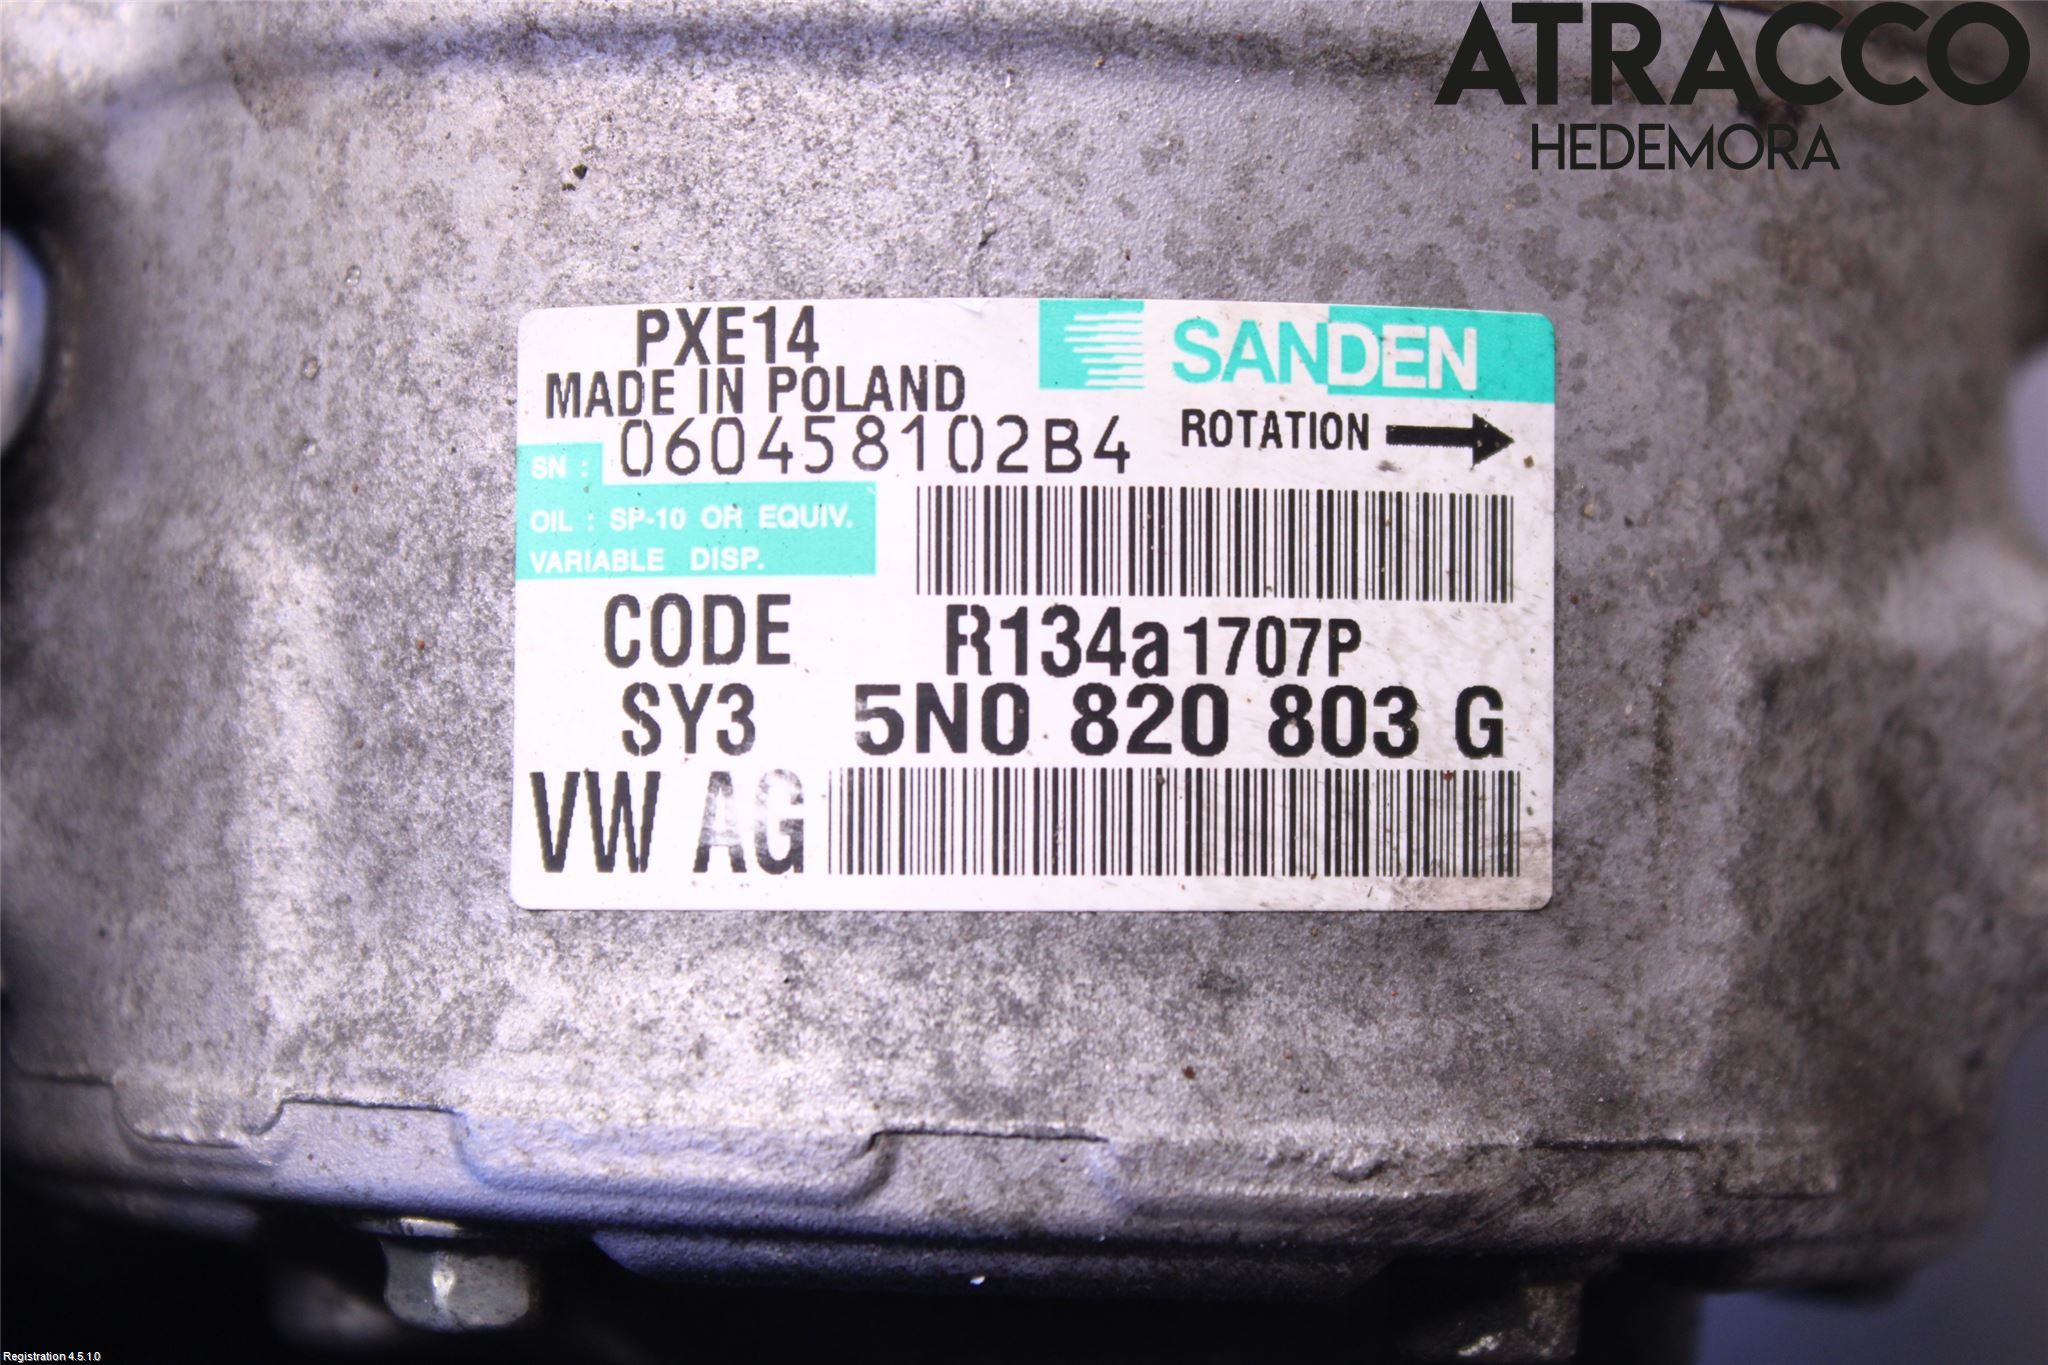 ATRACCO
HEDEMORA
PXE14
SANDEN
MADE IN POLAND
ROTATION
SN : 060458102B4
OIL : SP-10 OR EQUIV.
VARIABLE DISP.
CODE R134a 1707P
SY3 5N0 820 803 G
VW AG
Registration 4.5.1.0